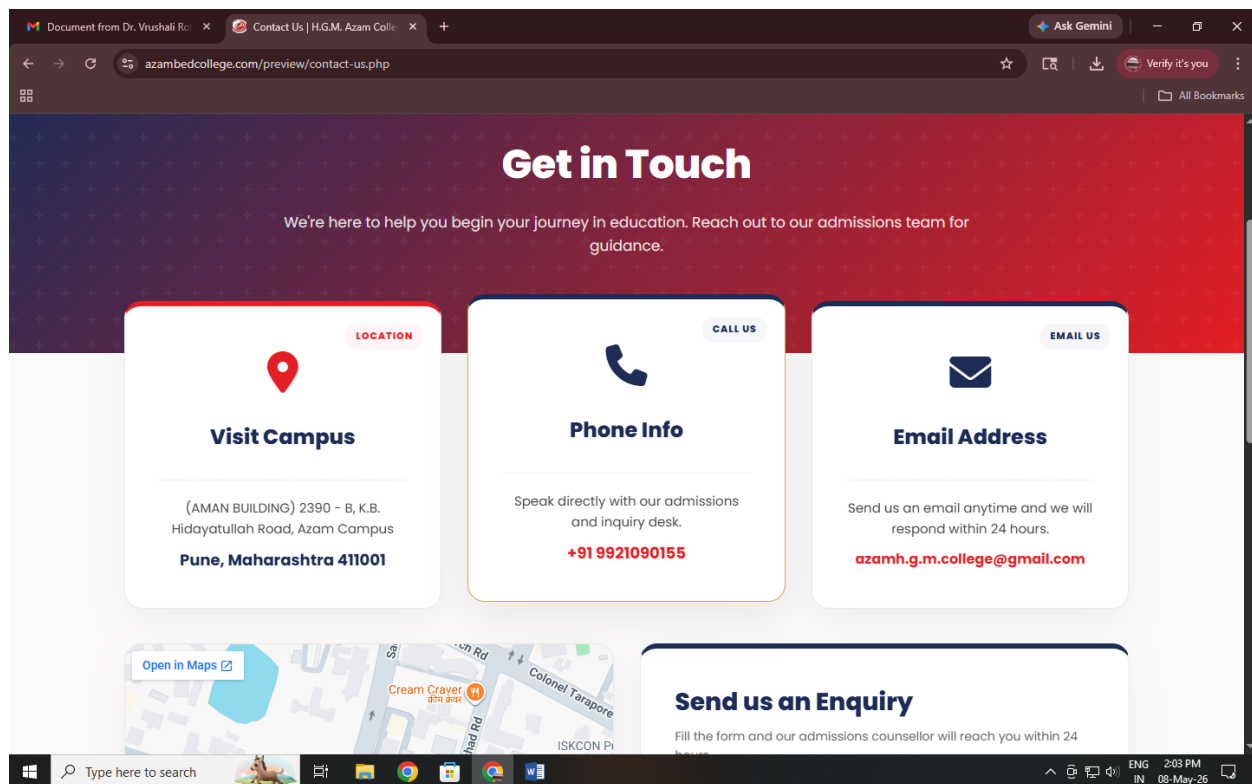 Document from Dr. Vrushali Ro
Contact Us | H.G.M. Azam Colle
Ask Gemini
azambedcollege.com/preview/contact-us.php
Verify it's you
All Bookmarks
Get in Touch
We're here to help you begin your journey in education. Reach out to our admissions team for
guidance.
LOCATION
Visit Campus
(AMAN BUILDING) 2390 - B, K.B.
Hidayatullah Road, Azam Campus
Pune, Maharashtra 411001
CALL US
Phone Info
Speak directly with our admissions
and inquiry desk.
+91 9921090155
EMAIL US
Email Address
Send us an email anytime and we will
respond within 24 hours.
azamh.g.m.college@gmail.com
Open in Maps
Cream Craver
क्रीम क्रेवर
Colonel Tarapore
ch Rd
Sa
had Rd
ISKCON P
Send us an Enquiry
Fill the form and our admissions counsellor will reach you within 24
hours.
Type here to search
ENG
IN
2:03 PM
08-May-26